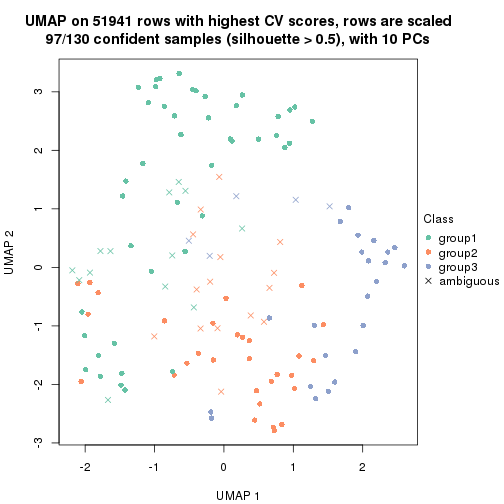 UMAP on 51941 rows with highest CV scores, rows are scaled
97/130 confident samples (silhouette > 0.5), with 10 PCs
3
2
1
0
-1
-2
-3
UMAP 2
-2
-1
0
1
2
UMAP 1
Class
group1
group2
group3
ambiguous